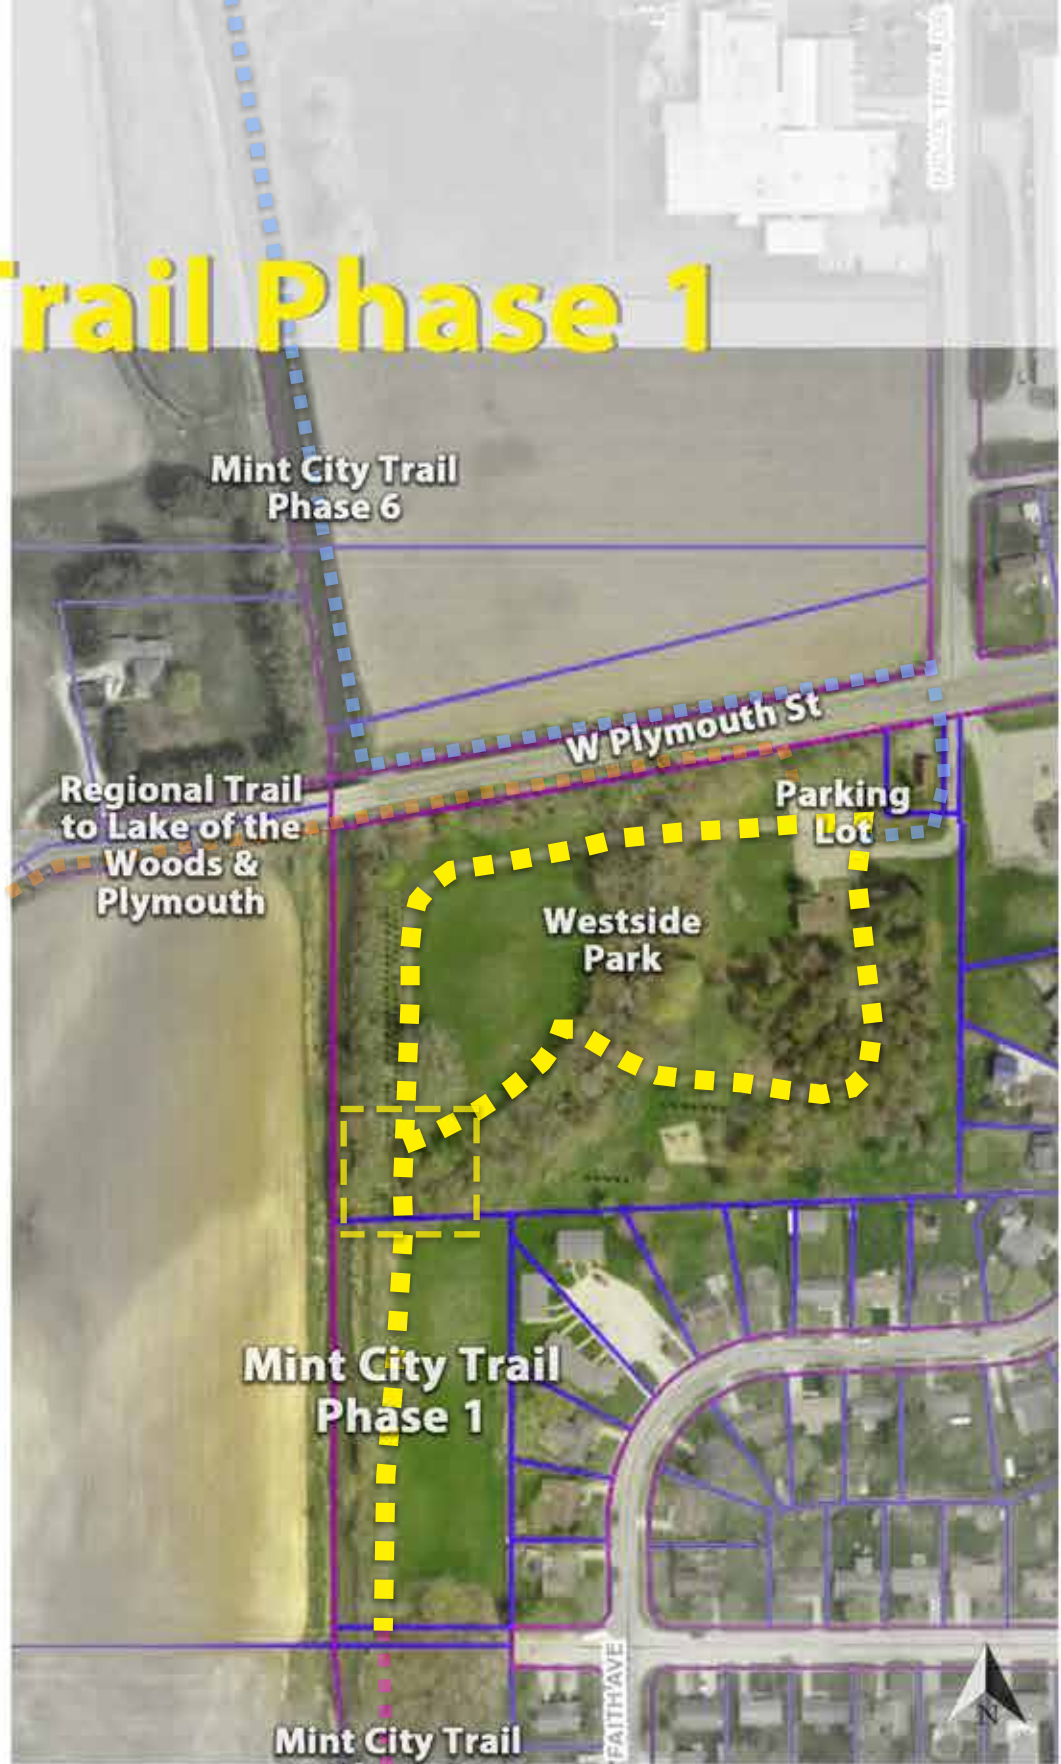 Trail Phase 1
Mint City Trail
Phase 6
W Plymouth St
Regional Trail
to Lake of the
Woods &
Plymouth
Parking
Lot
Westside
Park
Mint City Trail
Phase 1
FAITH AVE
N
Mint City Trail